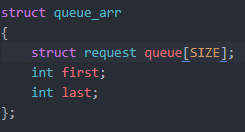 struct queue_arr
{
    struct request queue[SIZE];
    int first;
    int last;
};